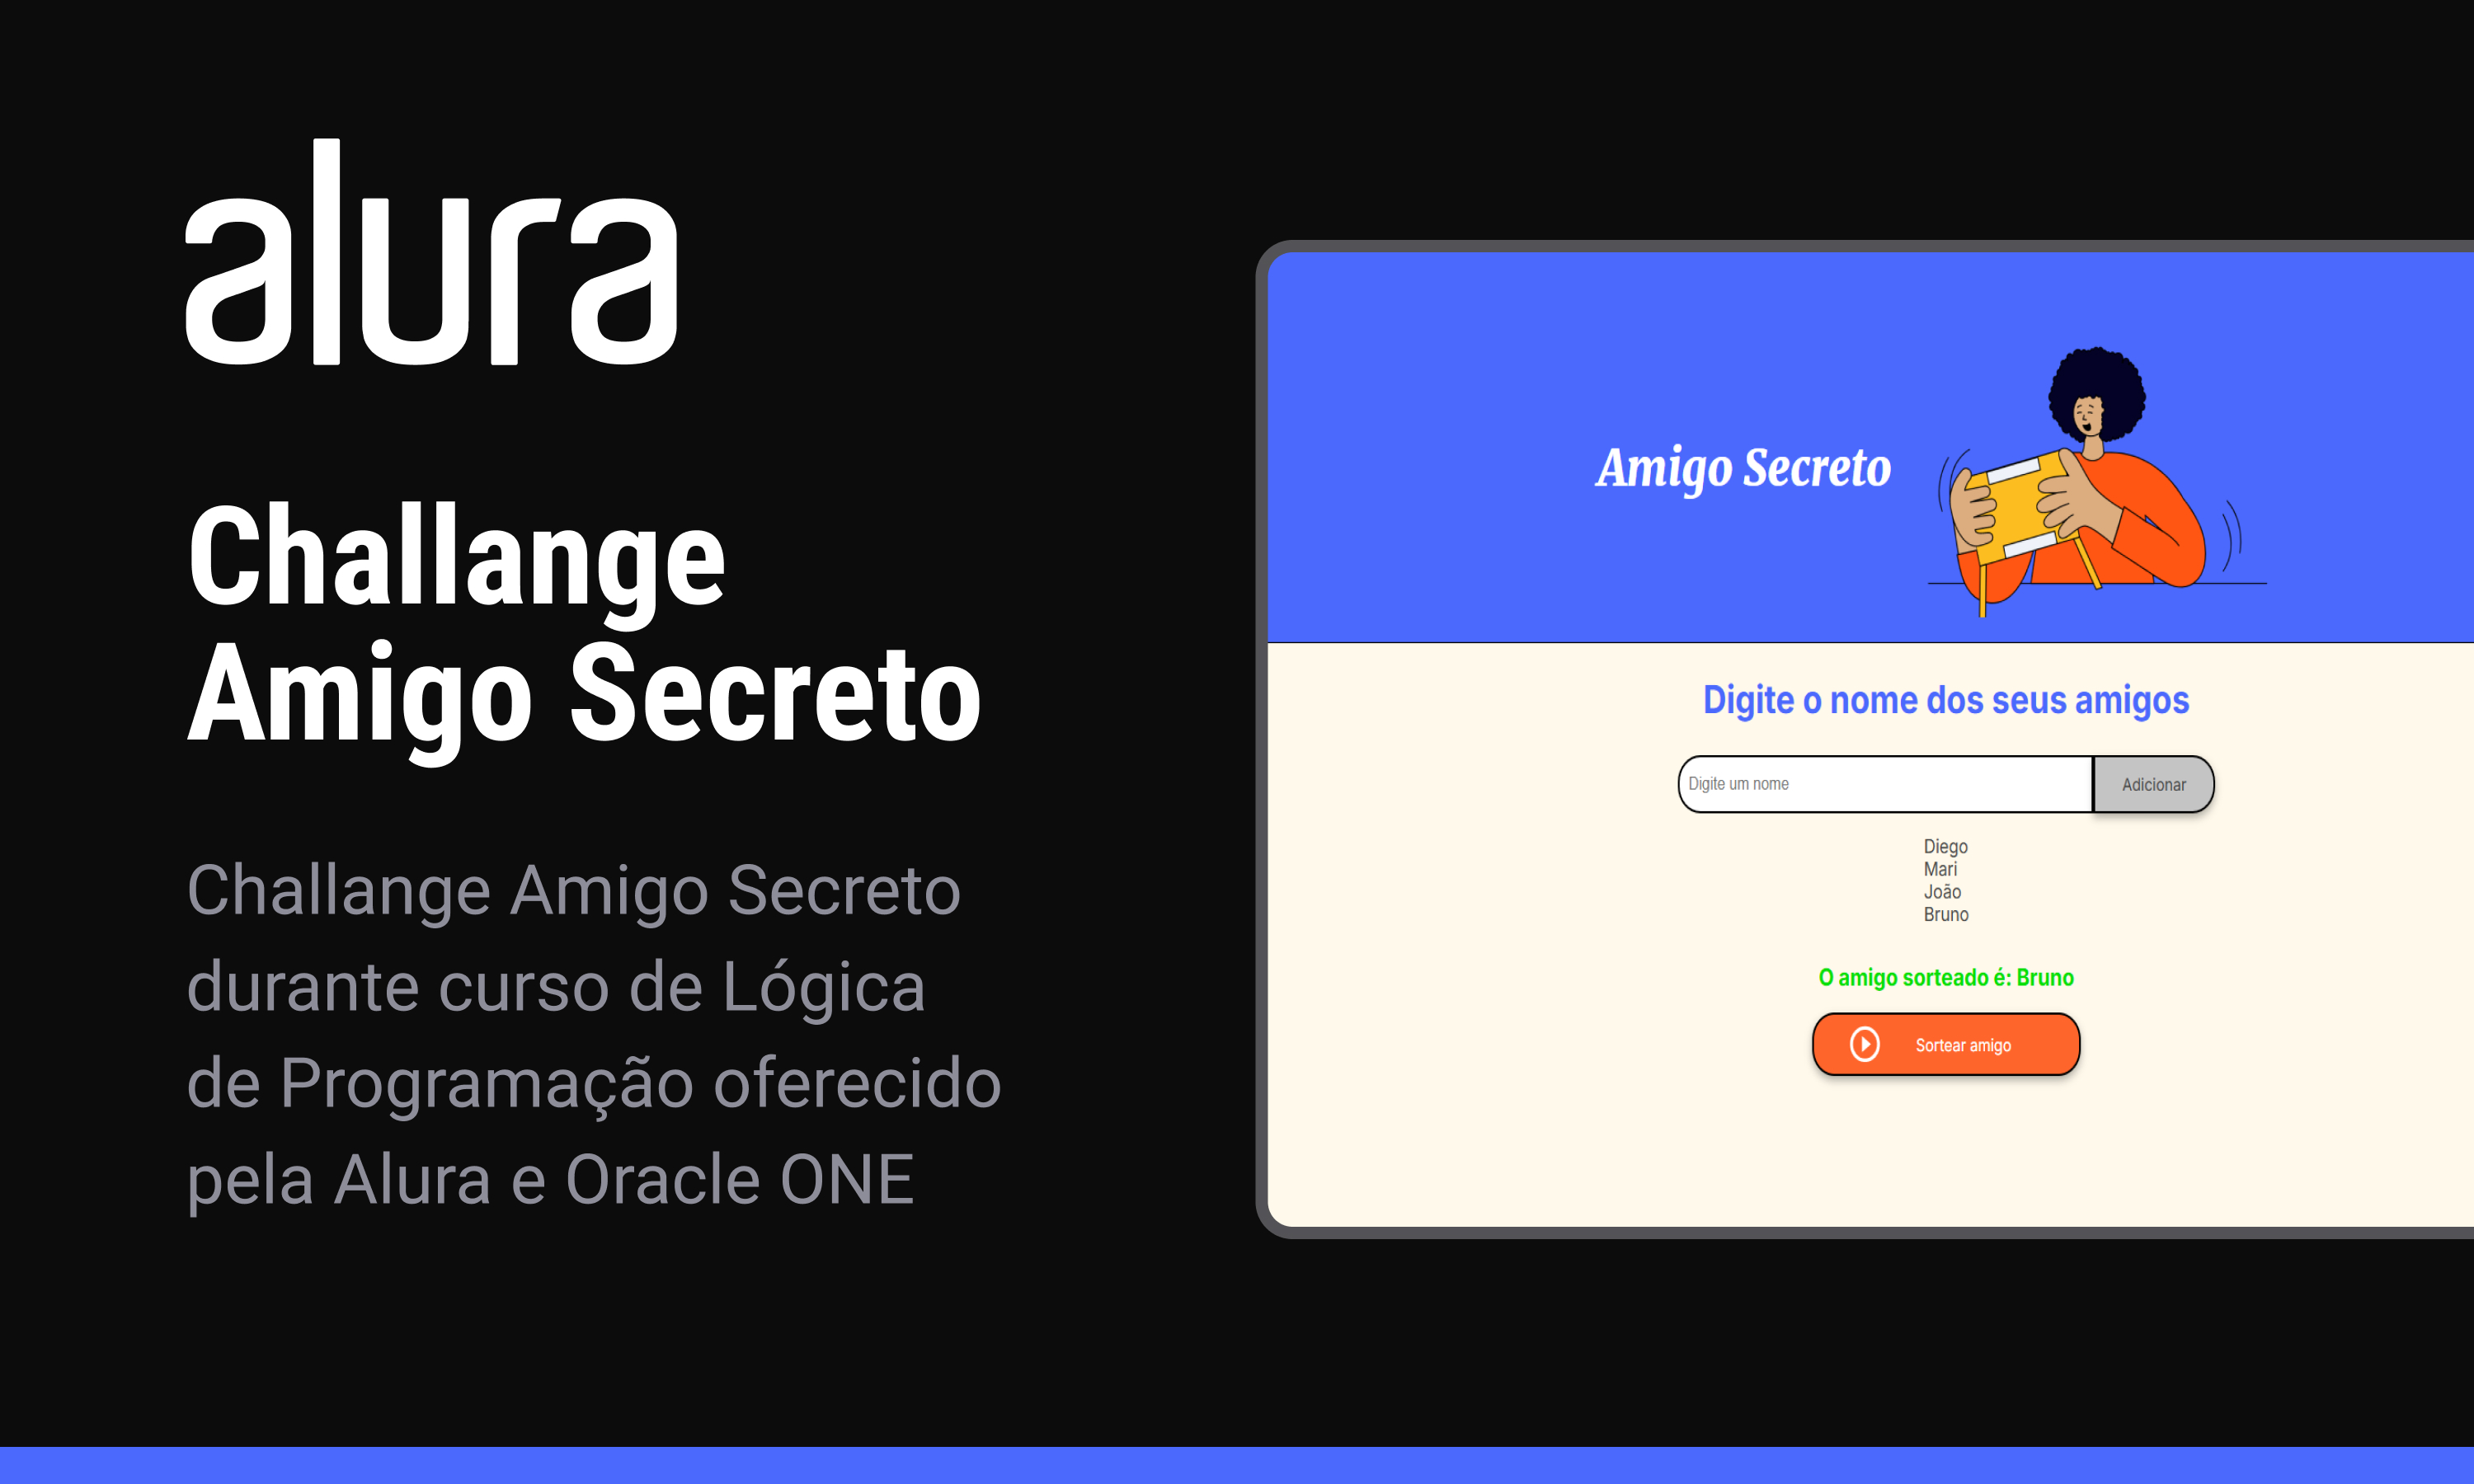 alura
Challange
Amigo Secreto
Challange Amigo Secreto
durante curso de Lógica
de Programação oferecido
pela Alura e Oracle ONE
Amigo Secreto
Digite o nome dos seus amigos
Digite um nome
Adicionar
Diego
Mari
João
Bruno
O amigo sorteado é: Bruno
Sortear amigo